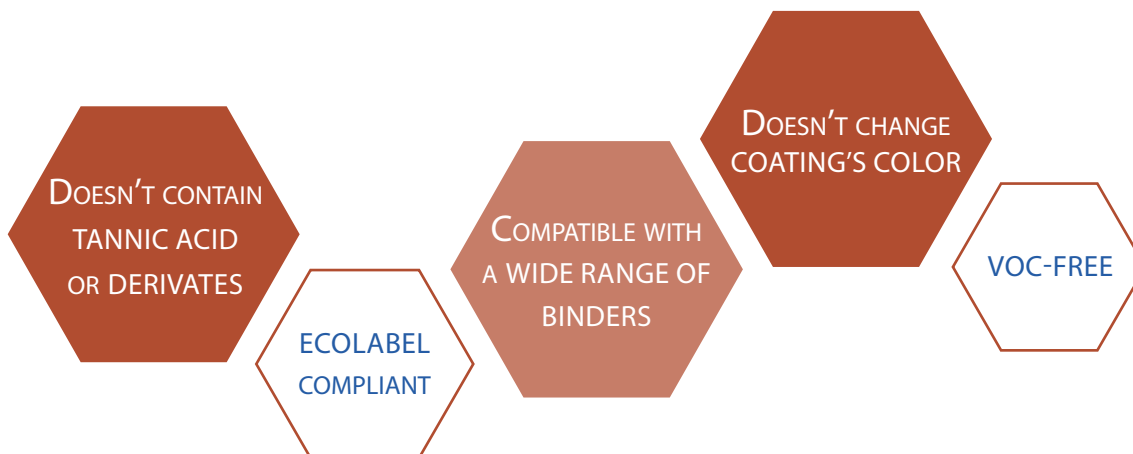 Doesn't contain
tannic acid
or derivates
ecolabel
compliant
Compatible with
a wide range of
binders
Doesn't change
coating's color
VOC-free